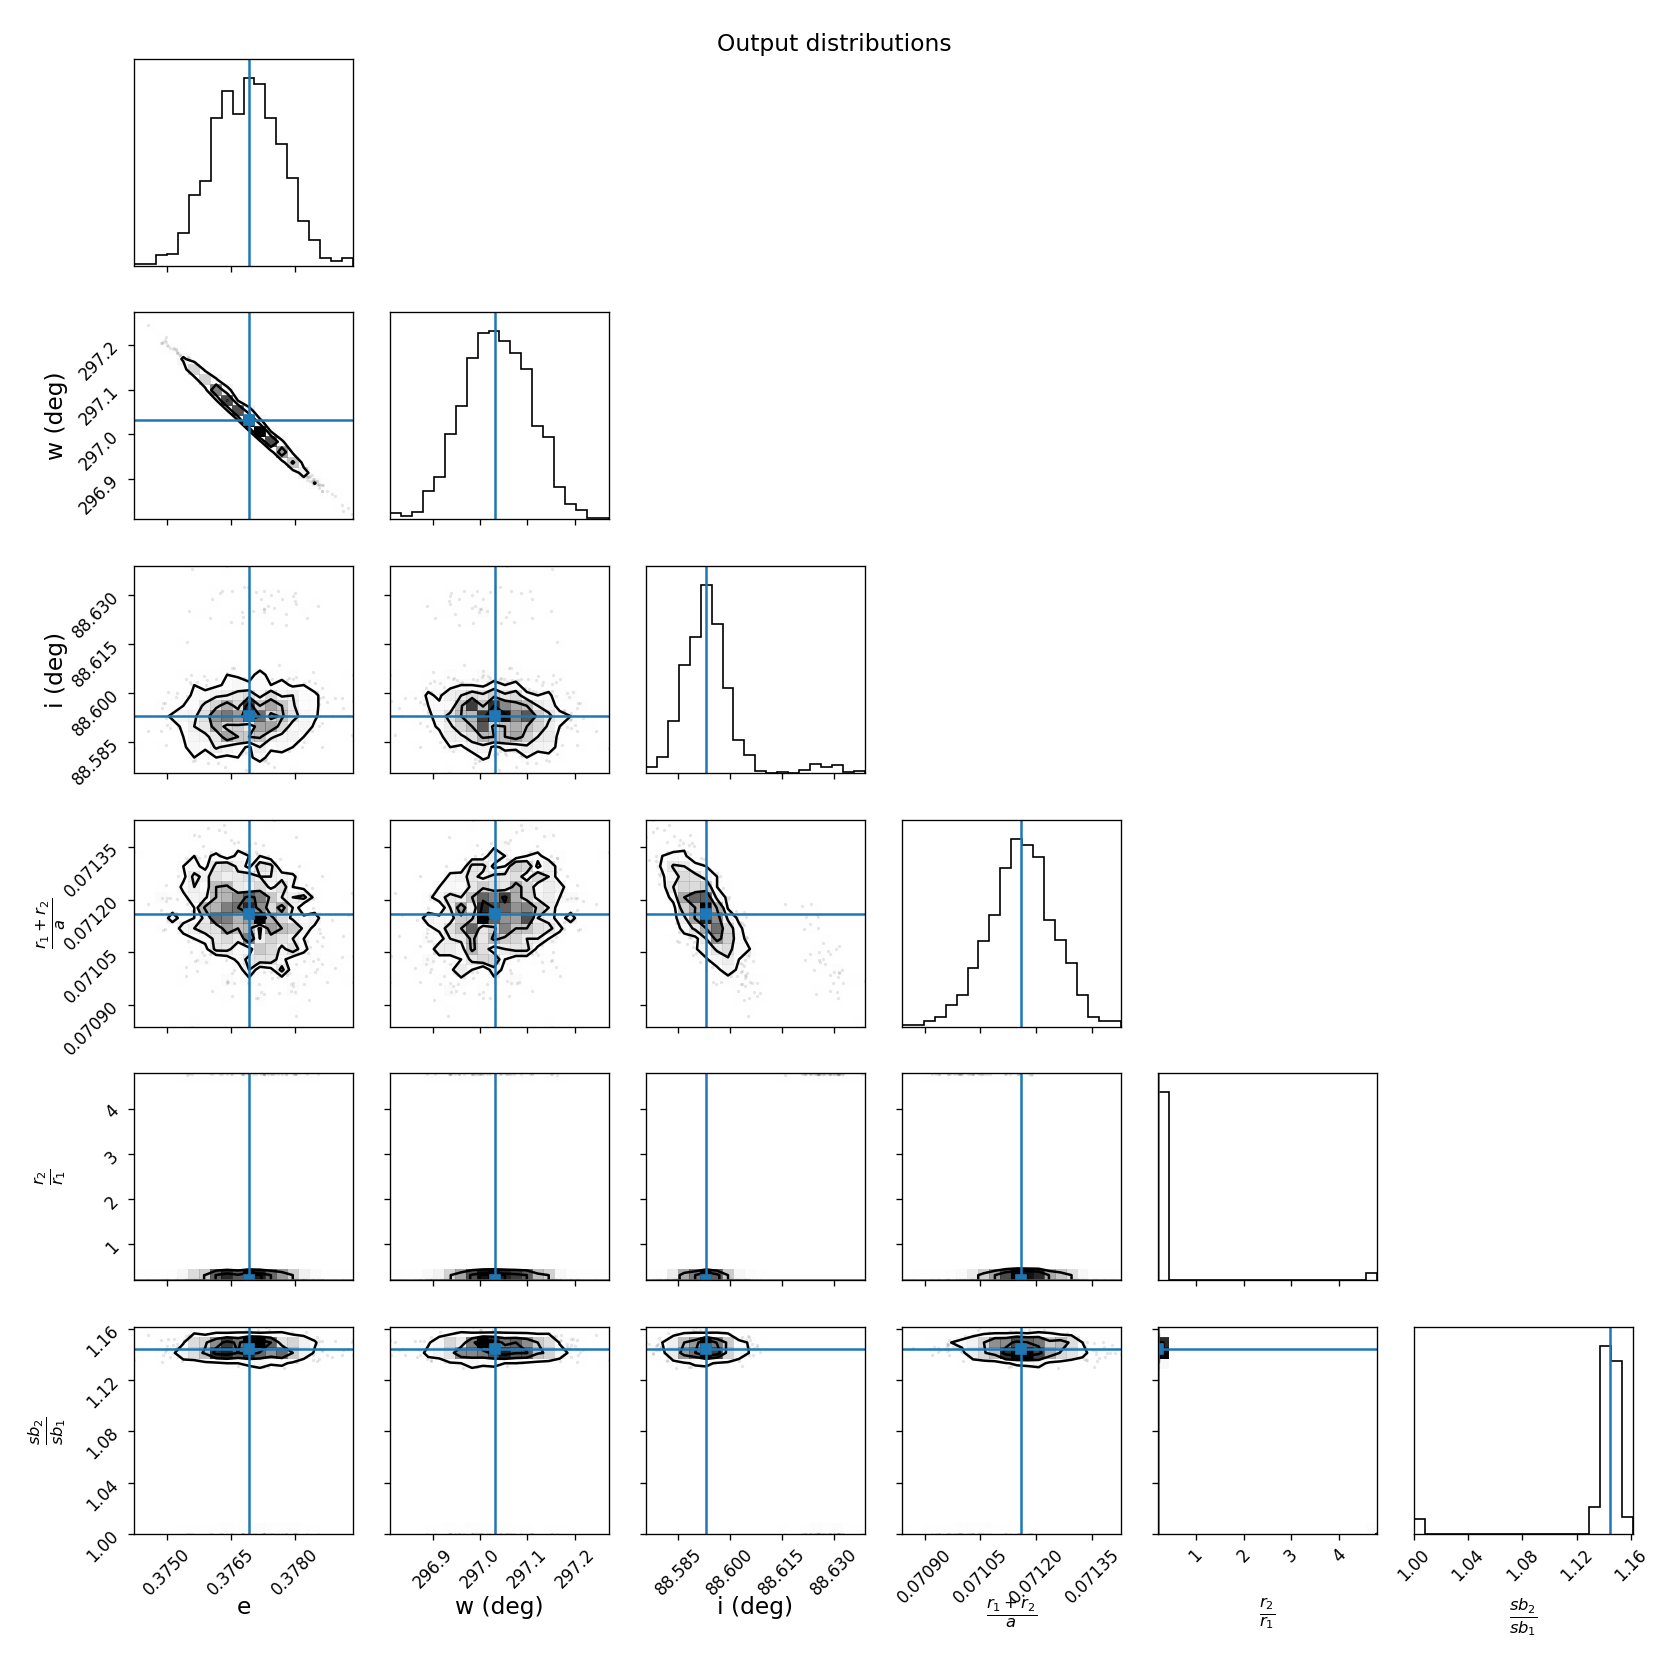 Output distributions
w (deg)
297.2
297.1
297.0
296.9
i (deg)
88.630
88.615
88.600
88.585
r1 + r2
a
0.07135
0.07120
0.07105
0.07090
r2
r1
4
3
2
1
sb2
sb1
1.16
1.12
1.08
1.04
1.00
0.3750 0.3765 0.3780 296.9 297.0 297.1 297.2 88.585 88.600 88.615 88.630 0.07090 0.07105 0.07120 0.07135 1 2 3 4 1.00 1.04 1.08 1.12 1.16
e w (deg) i (deg) r1 + r2 / a r2 / r1 sb2 / sb1